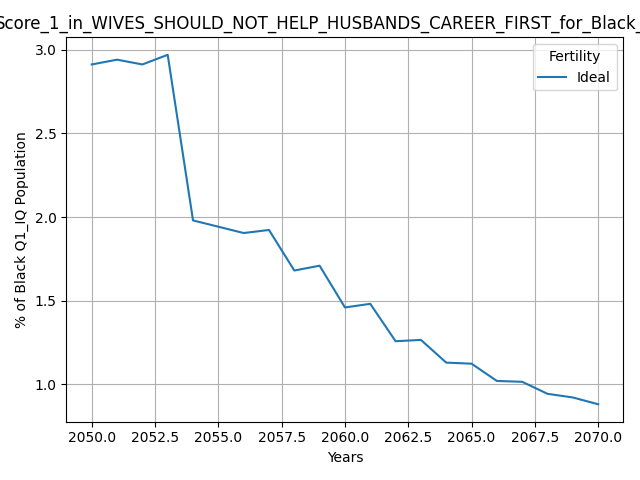 Score_1_in_WIVES_SHOULD_NOT_HELP_HUSBANDS_CAREER_FIRST_for_Black_
Fertility
Ideal
% of Black Q1_IQ Population
3.0
2.5
2.0
1.5
1.0
2050.0 2052.5 2055.0 2057.5 2060.0 2062.5 2065.0 2067.5 2070.0
Years